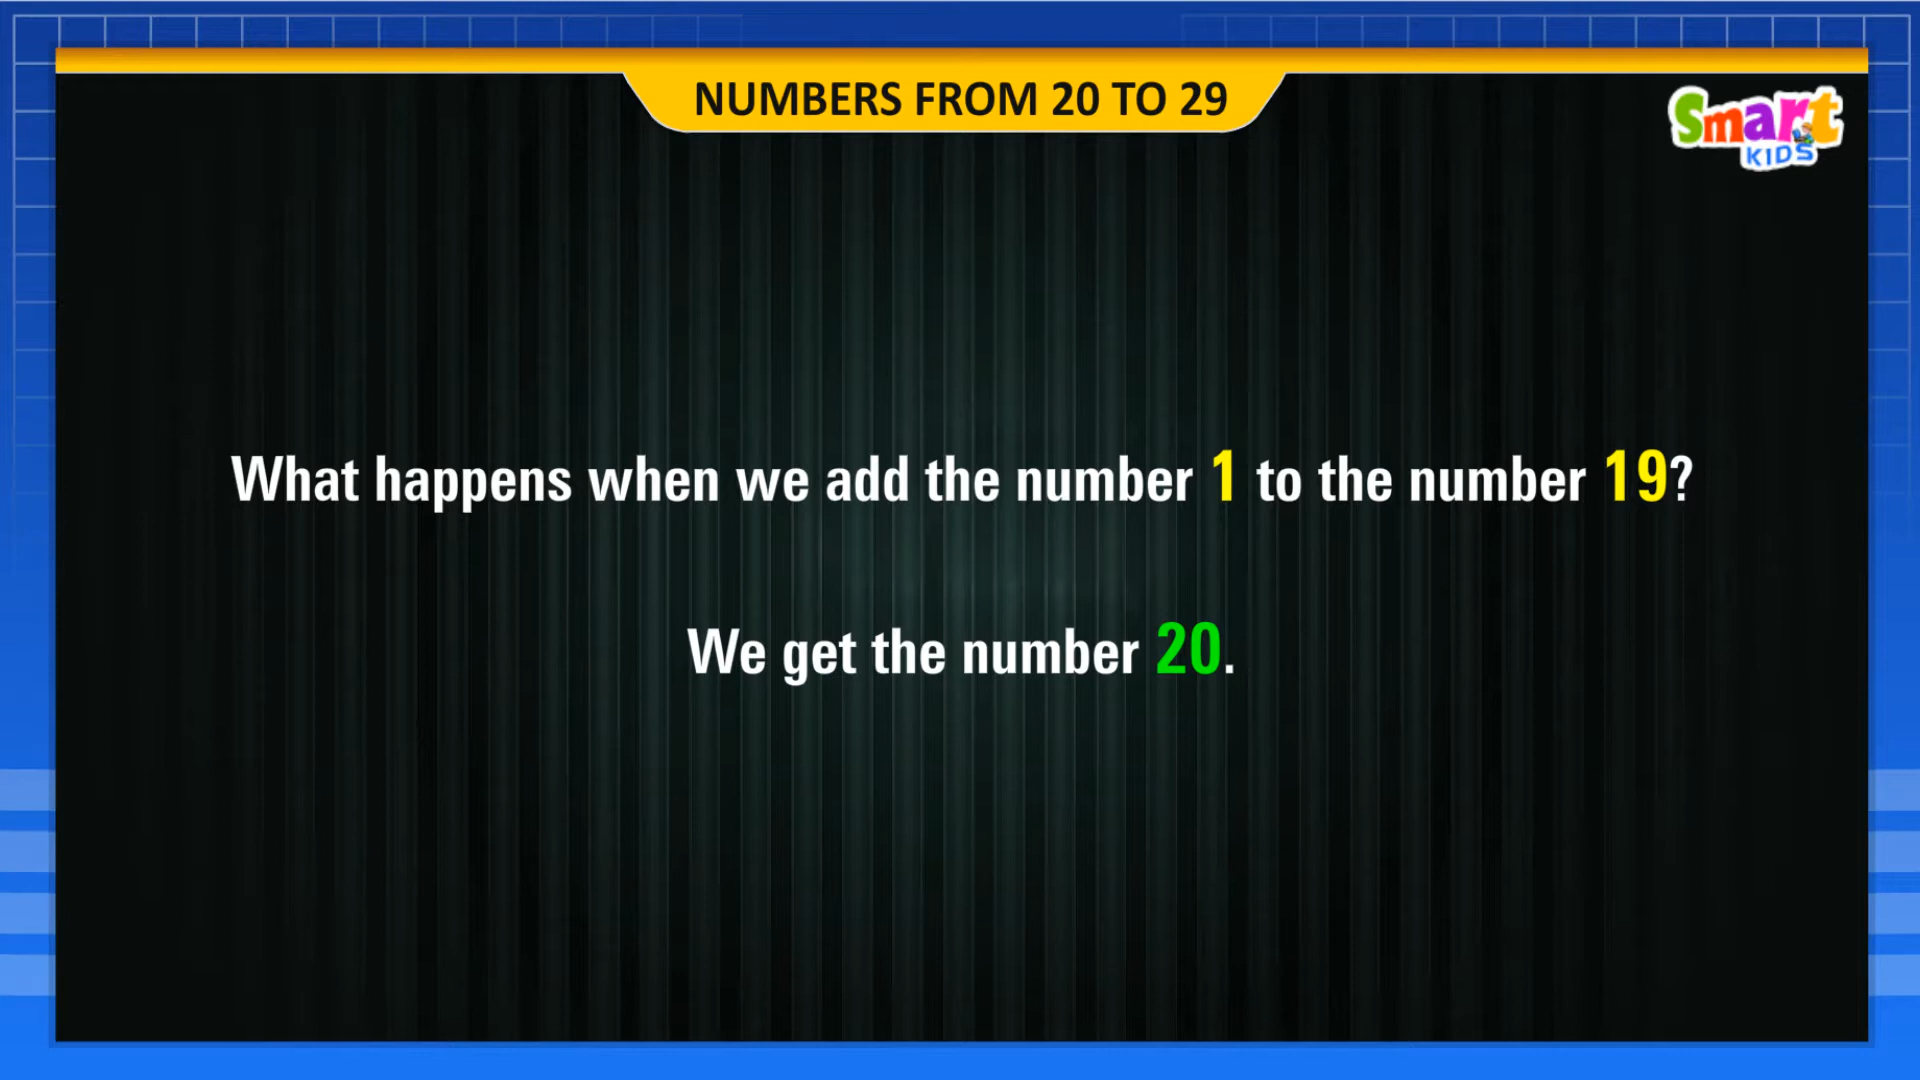 NUMBERS FROM 20 TO 29
Smart
KIDS
What happens when we add the number 1 to the number 19?
We get the number 20.